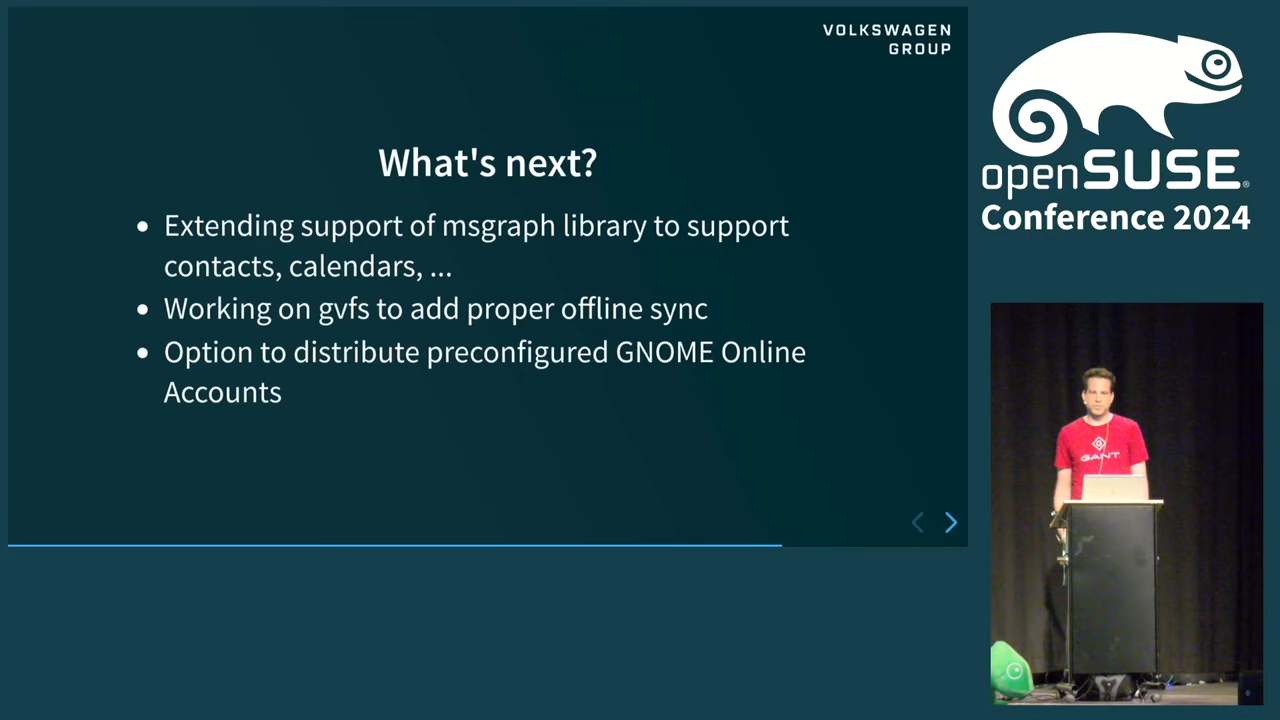 VOLKSWAGEN
GROUP
What's next?
• Extending support of msgraph library to support
contacts, calendars, ...
• Working on gvfs to add proper offline sync
• Option to distribute preconfigured GNOME Online
Accounts
openSUSE®
Conference 2024
GANT